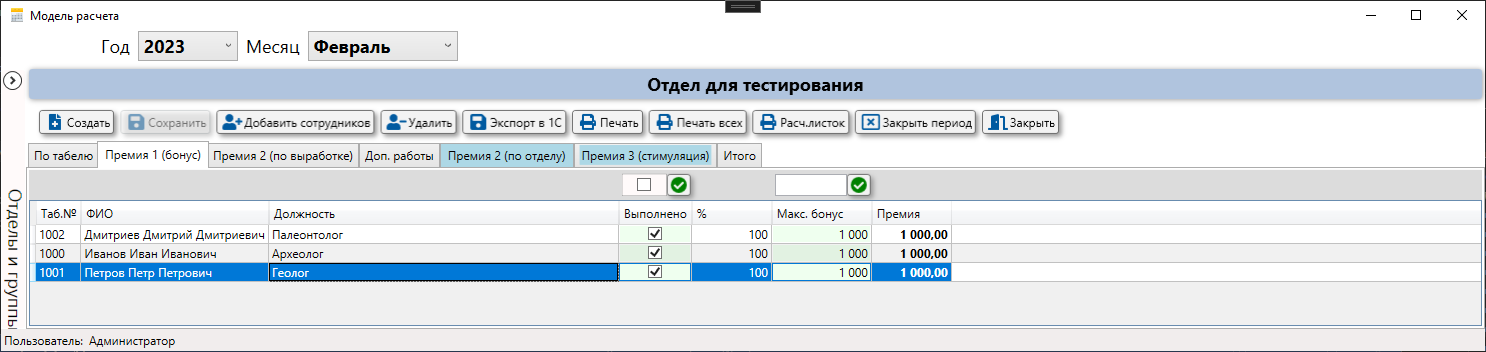 Модель расчета
Год 2023 Месяц Февраль
Отдел для тестирования
Создать Сохранить Добавить сотрудников Удалить Экспорт в 1С Печать Печать всех Расч.листок Закрыть период Закрыть
По табелю Премия 1 (бонус) Премия 2 (по выработке) Доп. работы Премия 2 (по отделу) Премия 3 (стимуляция) Итого
Отделы и группы
Таб.№ ФИО Должность Выполнено % Макс. бонус Премия
1002 Дмитриев Дмитрий Дмитриевич Палеонтолог 100 1 000 1 000,00
1000 Иванов Иван Иванович Археолог 100 1 000 1 000,00
1001 Петров Петр Петрович Геолог 100 1 000 1 000,00
Пользователь: Администратор